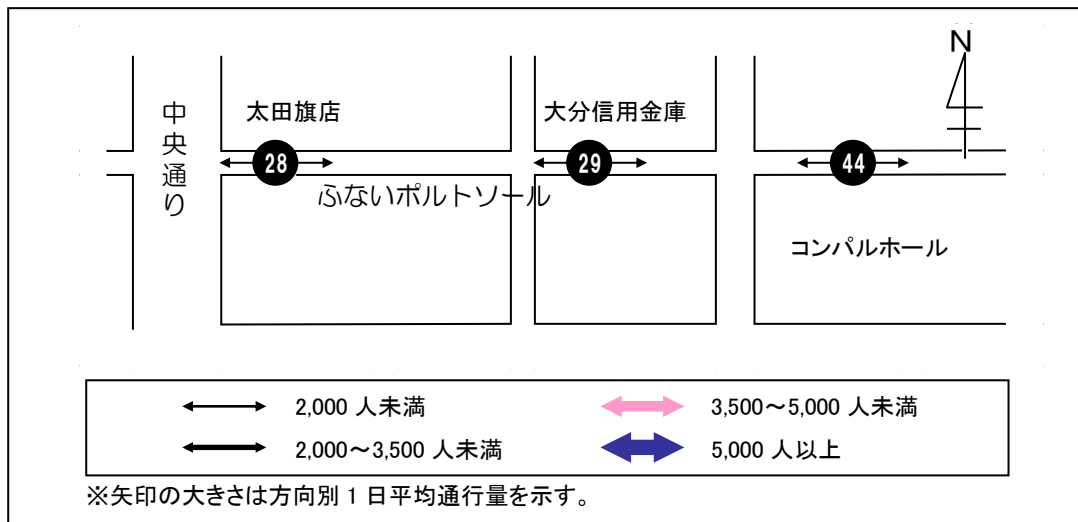 N
中央通り
太田旗店
大分信用金庫
28
29
44
ふないポルトソール
コンパルホール
2,000 人未満
3,500～5,000 人未満
2,000～3,500 人未満
5,000 人以上
※矢印の大きさは方向別 1 日平均通行量を示す。